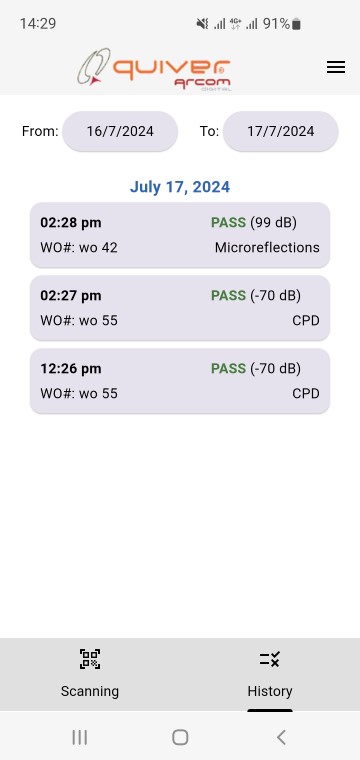 14:29
4G+
91%
quiver
Arcom
DIGITAL
From: 16/7/2024 To: 17/7/2024
July 17, 2024
02:28 pm PASS (99 dB)
WO#: wo 42 Microreflections
02:27 pm PASS (-70 dB)
WO#: wo 55 CPD
12:26 pm PASS (-70 dB)
WO#: wo 55 CPD
Scanning History